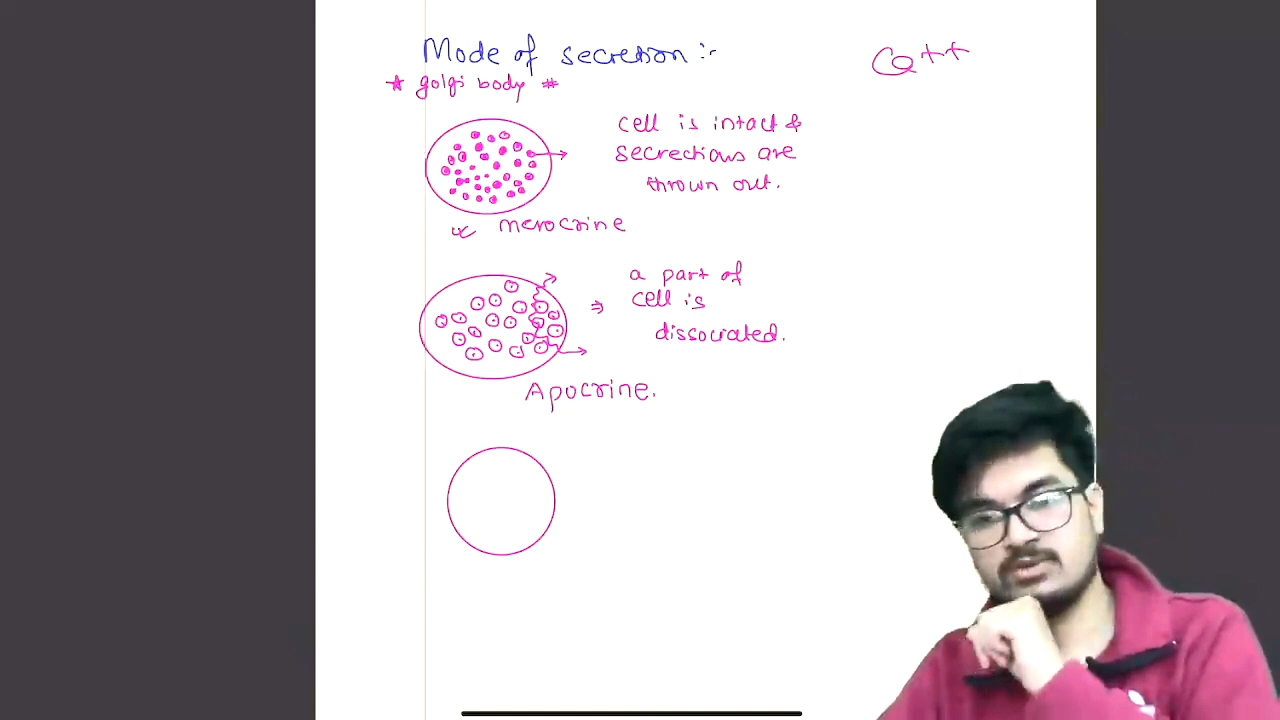 Mode of secretion :-
Ca++
* golgi body #
cell is intact &
secrections are
thrown out.
merocrine
a part of
⇒ cell is
dissociated.
Apocrine.